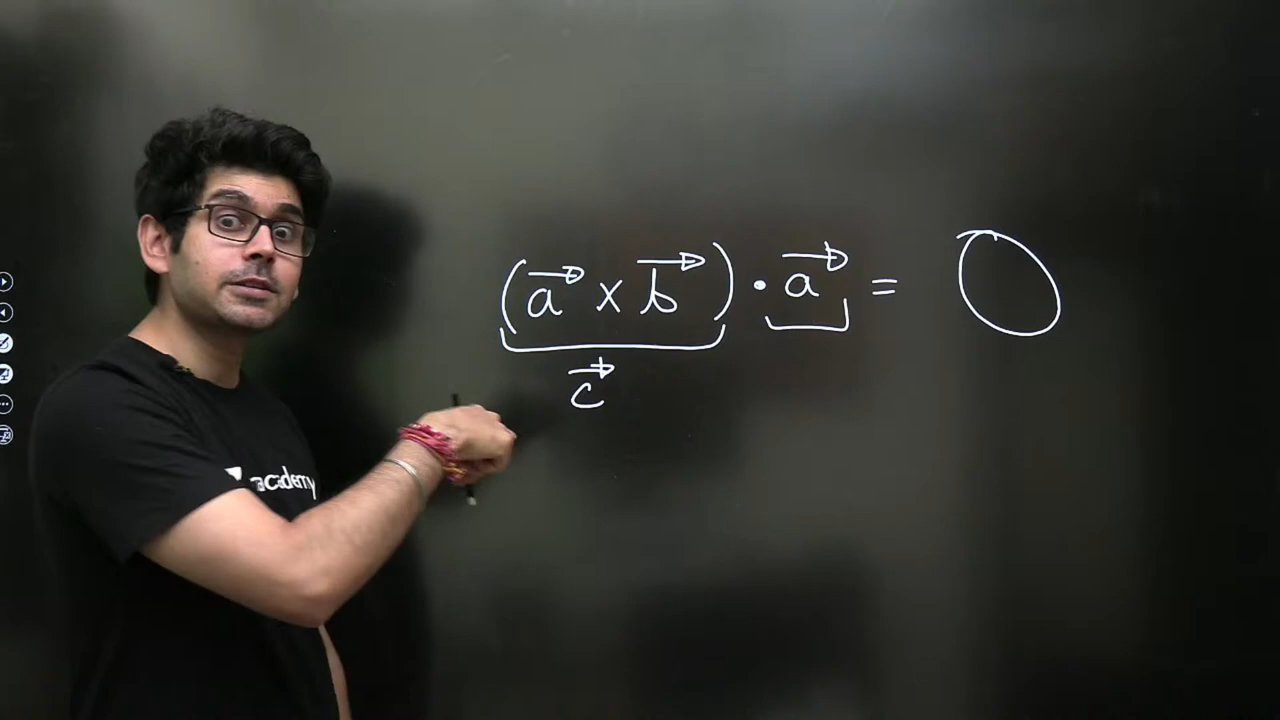 (a⃗ × b⃗) · a⃗ = 0
c⃗
academy